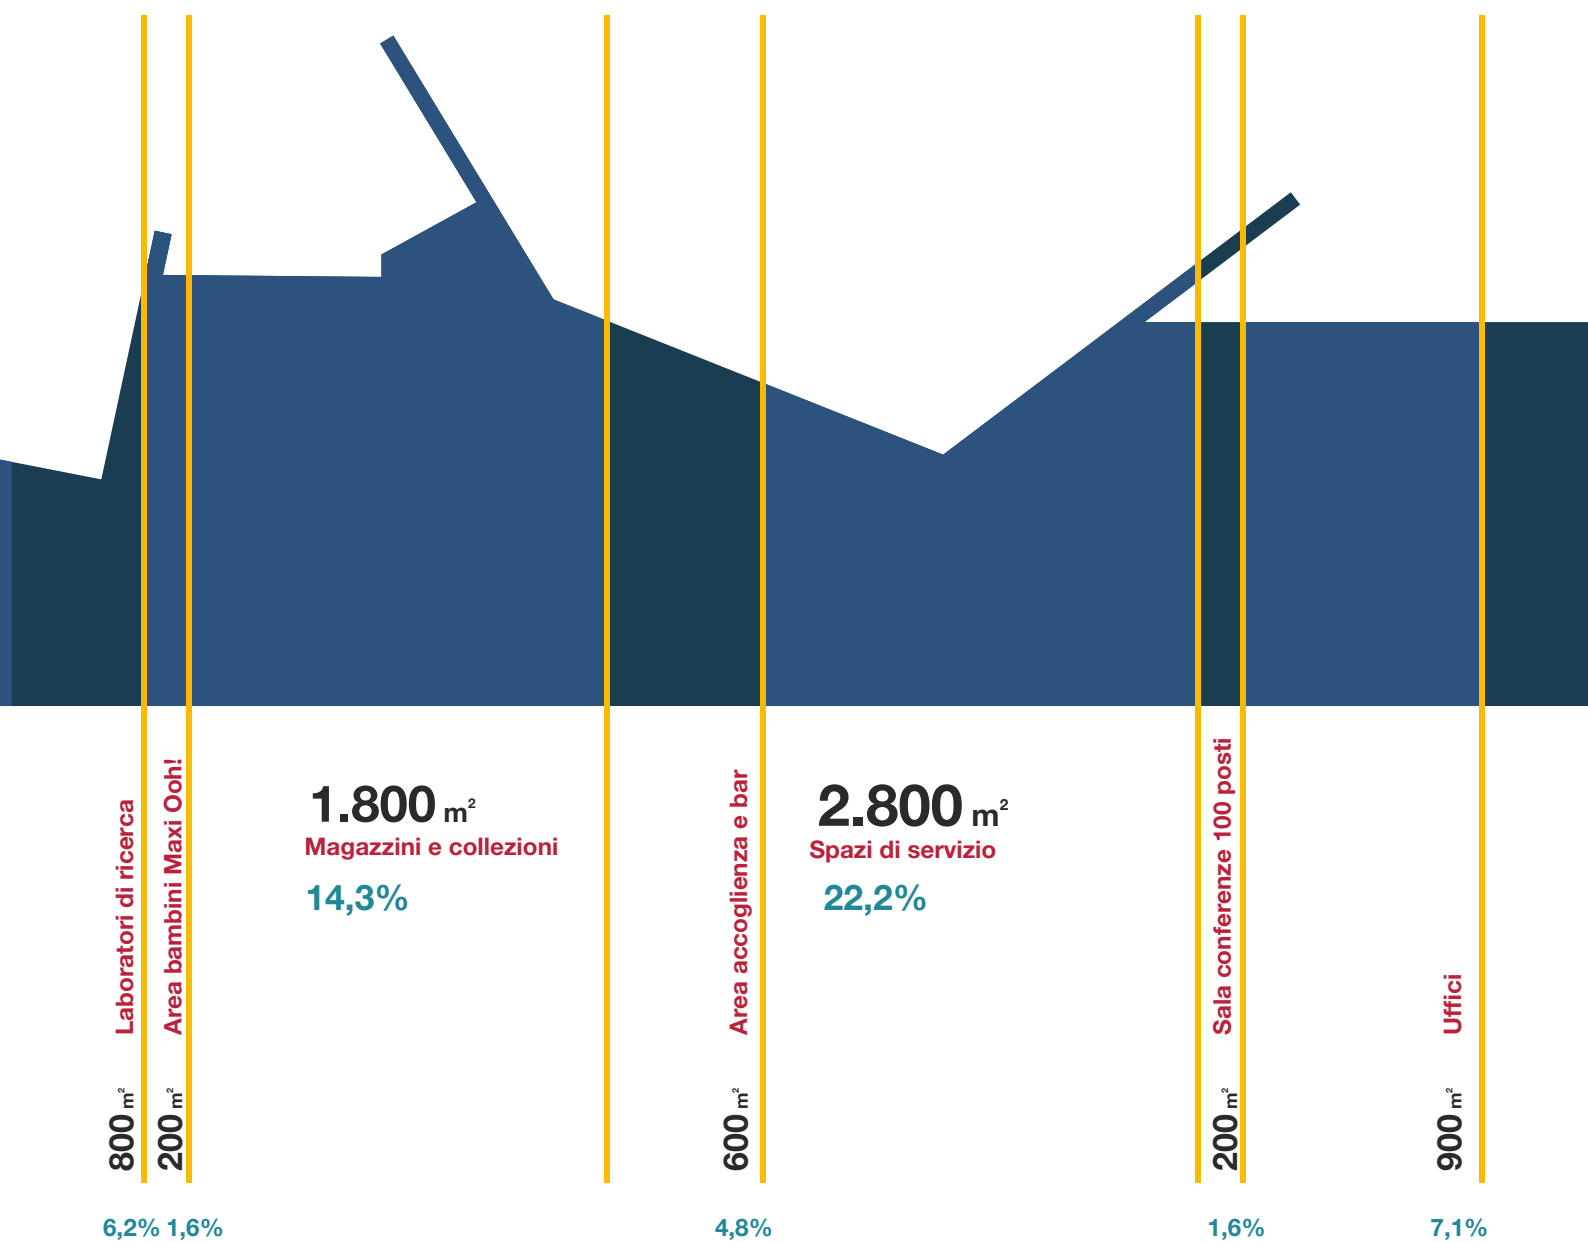 Laboratori di ricerca
800 m²
6,2%
Area bambini Maxi Ooh!
200 m²
1,6%
1.800 m²
Magazzini e collezioni
14,3%
Area accoglienza e bar
600 m²
4,8%
2.800 m²
Spazi di servizio
22,2%
Sala conferenze 100 posti
200 m²
1,6%
Uffici
900 m²
7,1%